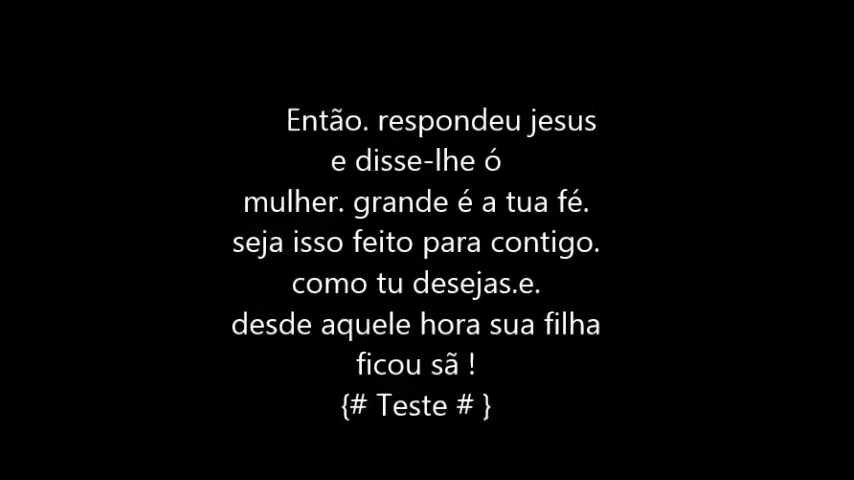 Então. respondeu jesus
e disse-lhe ó
mulher. grande é a tua fé.
seja isso feito para contigo.
como tu desejas.e.
desde aquele hora sua filha
ficou sã !
{# Teste # }